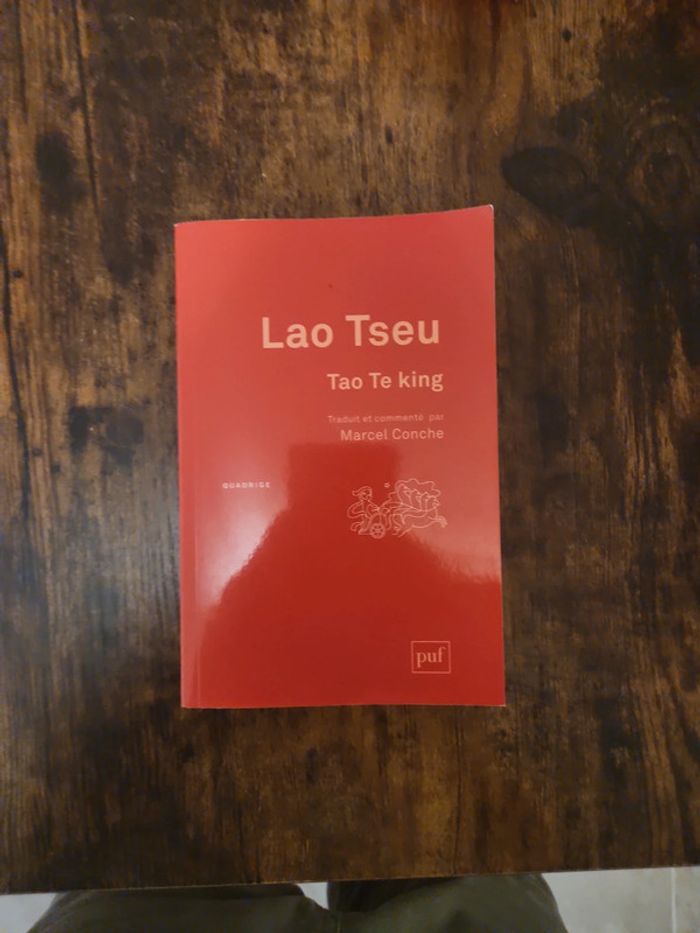 Lao Tseu
Tao Te king
Traduit et commenté par
Marcel Conche
QUADRIGE
puf